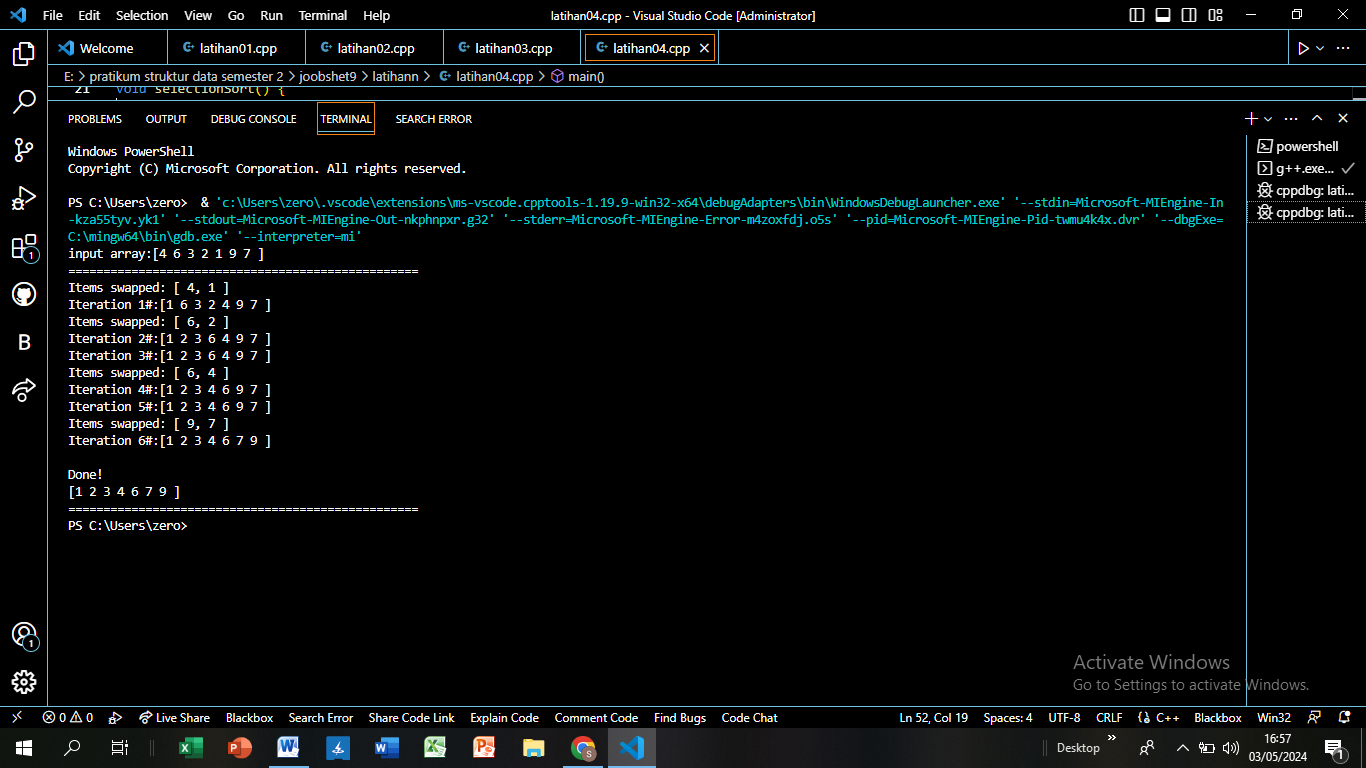 File Edit Selection View Go Run Terminal Help
latihan04.cpp - Visual Studio Code [Administrator]
Welcome
latihan01.cpp
latihan02.cpp
latihan03.cpp
latihan04.cpp
E: > pratikum struktur data semester 2 > joobshet9 > latihann > latihan04.cpp > main()
21 void selectionSort() {
PROBLEMS OUTPUT DEBUG CONSOLE TERMINAL SEARCH ERROR
Windows PowerShell
Copyright (C) Microsoft Corporation. All rights reserved.
PS C:\Users\zero> & 'c:\Users\zero\.vscode\extensions\ms-vscode.cpptools-1.19.9-win32-x64\debugAdapters\bin\WindowsDebugLauncher.exe' '--stdin=Microsoft-MIEngine-In
-kza55tyv.yk1' '--stdout=Microsoft-MIEngine-Out-nkphnpxr.g32' '--stderr=Microsoft-MIEngine-Error-m4zoxfdj.o5s' '--pid=Microsoft-MIEngine-Pid-twmu4k4x.dvr' '--dbgExe=
C:\mingw64\bin\gdb.exe' '--interpreter=mi'
input array:[4 6 3 2 1 9 7 ]
==================================================
Items swapped: [ 4, 1 ]
Iteration 1#:[1 6 3 2 4 9 7 ]
Items swapped: [ 6, 2 ]
Iteration 2#:[1 2 3 6 4 9 7 ]
Iteration 3#:[1 2 3 6 4 9 7 ]
Items swapped: [ 6, 4 ]
Iteration 4#:[1 2 3 4 6 9 7 ]
Iteration 5#:[1 2 3 4 6 9 7 ]
Items swapped: [ 9, 7 ]
Iteration 6#:[1 2 3 4 6 7 9 ]
Done!
[1 2 3 4 6 7 9 ]
==================================================
PS C:\Users\zero>
powershell
g++.exe...
cppdbg: lati...
cppdbg: lati...
1
B
1
Activate Windows
Go to Settings to activate Windows.
0 0 Live Share Blackbox Search Error Share Code Link Explain Code Comment Code Find Bugs Code Chat
Ln 52, Col 19 Spaces: 4 UTF-8 CRLF {} C++ Blackbox Win32
Desktop
16:57
03/05/2024
1